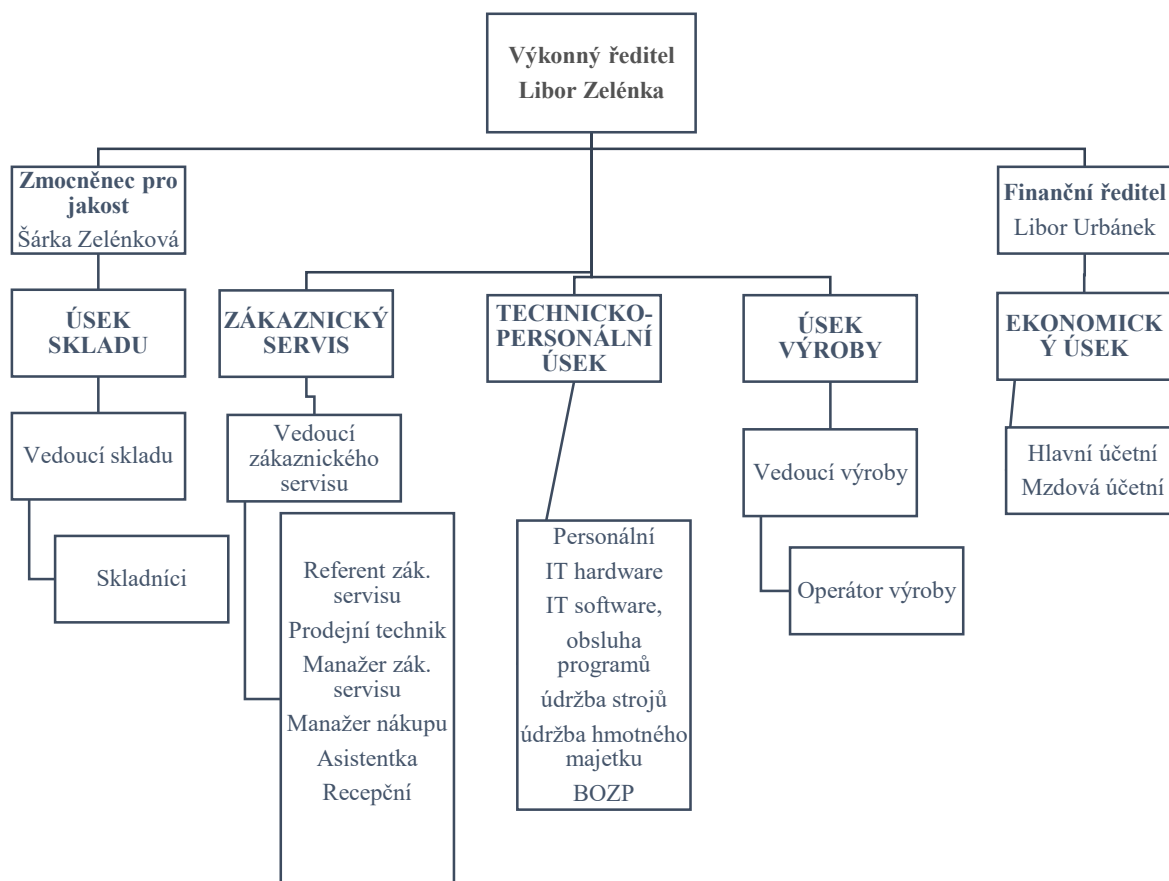 Výkonný ředitel
Libor Zelénka
Zmocněnec pro
jakost
Šárka Zelénková
Finanční ředitel
Libor Urbánek
ÚSEK
SKLADU
ZÁKAZNICKÝ
SERVIS
TECHNICKO-
PERSONÁLNÍ
ÚSEK
ÚSEK
VÝROBY
EKONOMICK
Ý ÚSEK
Vedoucí skladu
Vedoucí
zákaznického
servisu
Vedoucí výroby
Hlavní účetní
Mzdová účetní
Skladníci
Referent zák.
servisu
Prodejní technik
Manažer zák.
servisu
Manažer nákupu
Asistentka
Recepční
Personální
IT hardware
IT software,
obsluha
programů
údržba strojů
údržba hmotného
majetku
BOZP
Operátor výroby